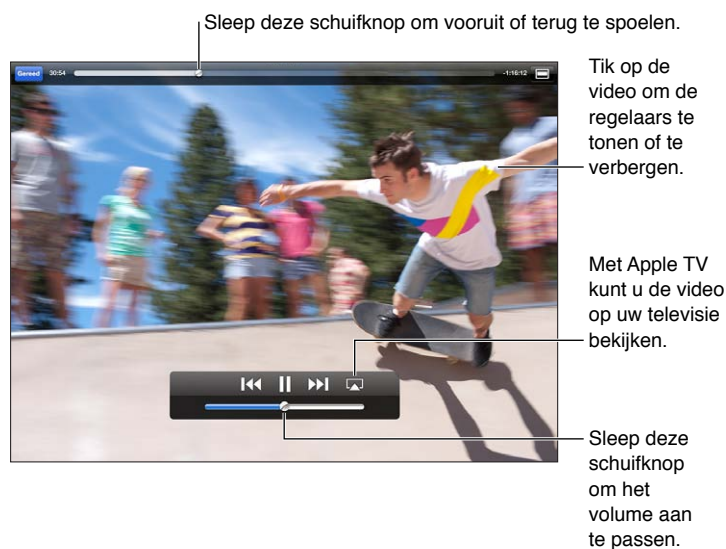 Sleep deze schuifknop om vooruit of terug te spoelen.
Gereed 30:54 -1:16:12
Tik op de
video om de
regelaars te
tonen of te
verbergen.
Met Apple TV
kunt u de video
op uw televisie
bekijken.
Sleep deze
schuifknop
om het
volume aan
te passen.